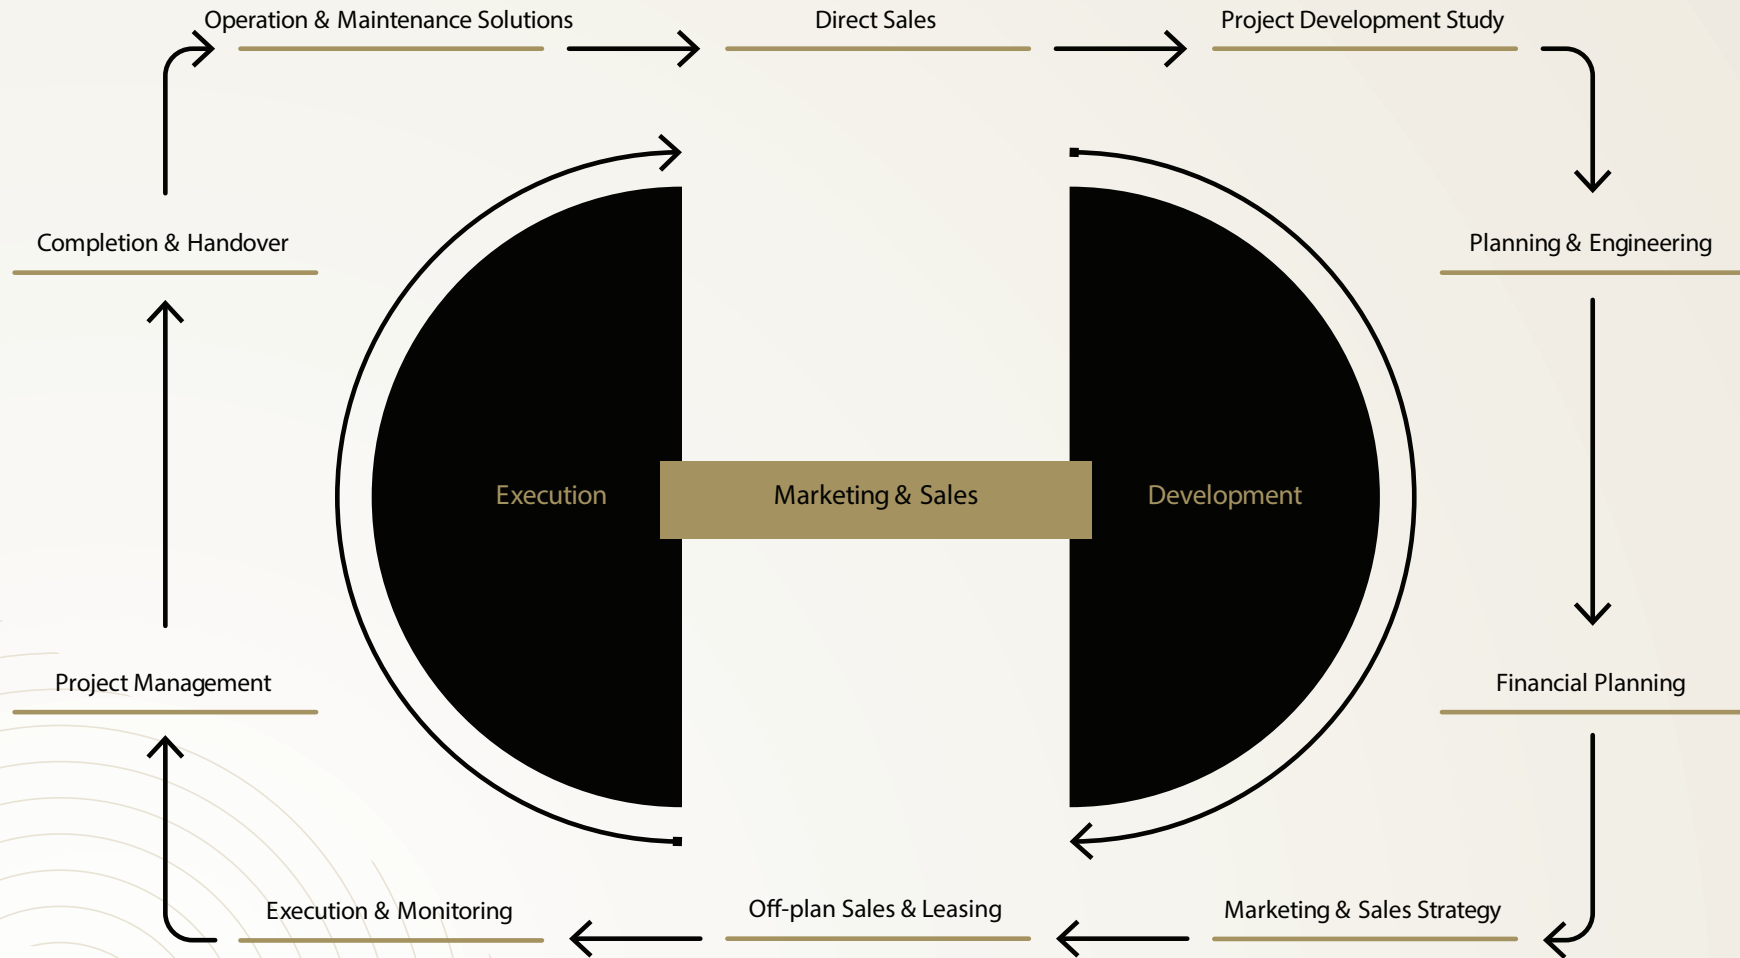 Operation & Maintenance Solutions
Direct Sales
Project Development Study
Completion & Handover
Planning & Engineering
Execution
Marketing & Sales
Development
Project Management
Financial Planning
Execution & Monitoring
Off-plan Sales & Leasing
Marketing & Sales Strategy